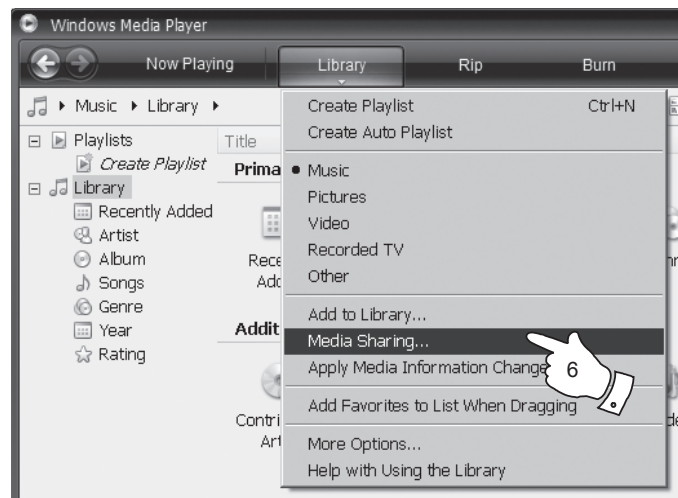 Windows Media Player
Now Playing Library Rip Burn
Music Library
Create Playlist Ctrl+N
Create Auto Playlist
Music
Pictures
Video
Recorded TV
Other
Add to Library...
Media Sharing...
Apply Media Information Change
6
Add Favorites to List When Dragging
More Options...
Help with Using the Library
Playlists
Create Playlist
Library
Recently Added
Artist
Album
Songs
Genre
Year
Rating
Title
Prima
Rece
Adc
Addit
Contri
Art